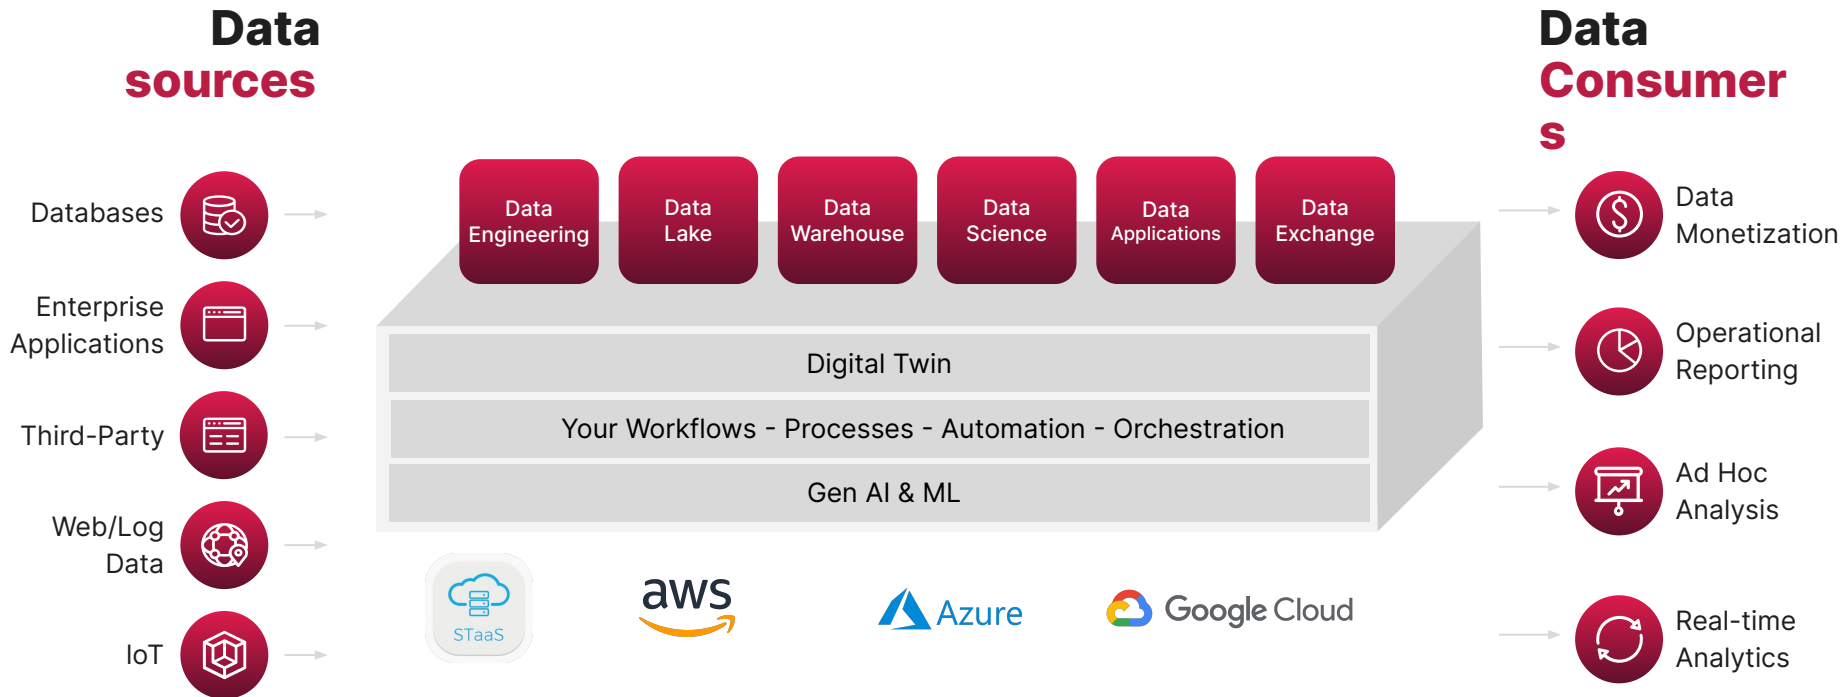 Data
sources
Databases
Enterprise
Applications
Third-Party
Web/Log
Data
IoT
Data
Engineering
Data
Lake
Data
Warehouse
Data
Science
Data
Applications
Data
Exchange
Digital Twin
Your Workflows - Processes - Automation - Orchestration
Gen AI & ML
STaaS
aws
Azure
Google Cloud
Data
Consumer
s
Data
Monetization
Operational
Reporting
Ad Hoc
Analysis
Real-time
Analytics